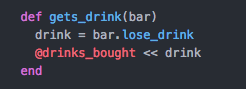 def gets_drink(bar)
  drink = bar.lose_drink
  @drinks_bought << drink
end